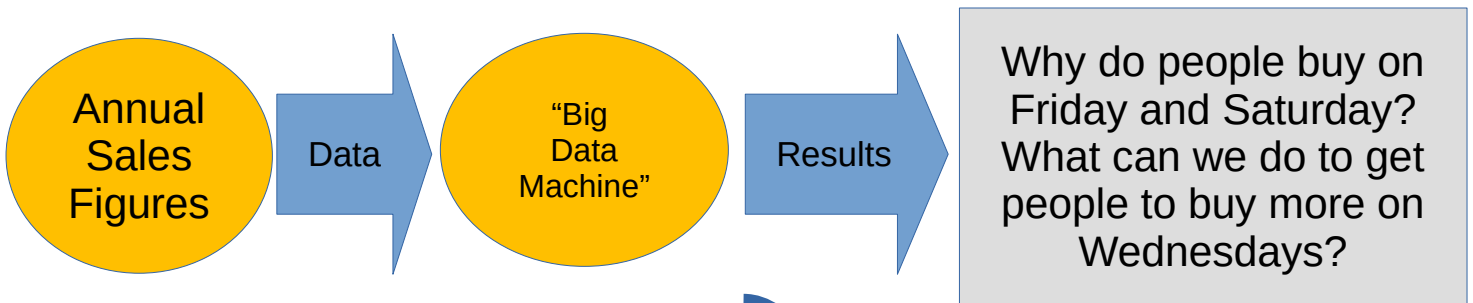 Annual
Sales
Figures
Data
“Big
Data
Machine”
Results
Why do people buy on
Friday and Saturday?
What can we do to get
people to buy more on
Wednesdays?